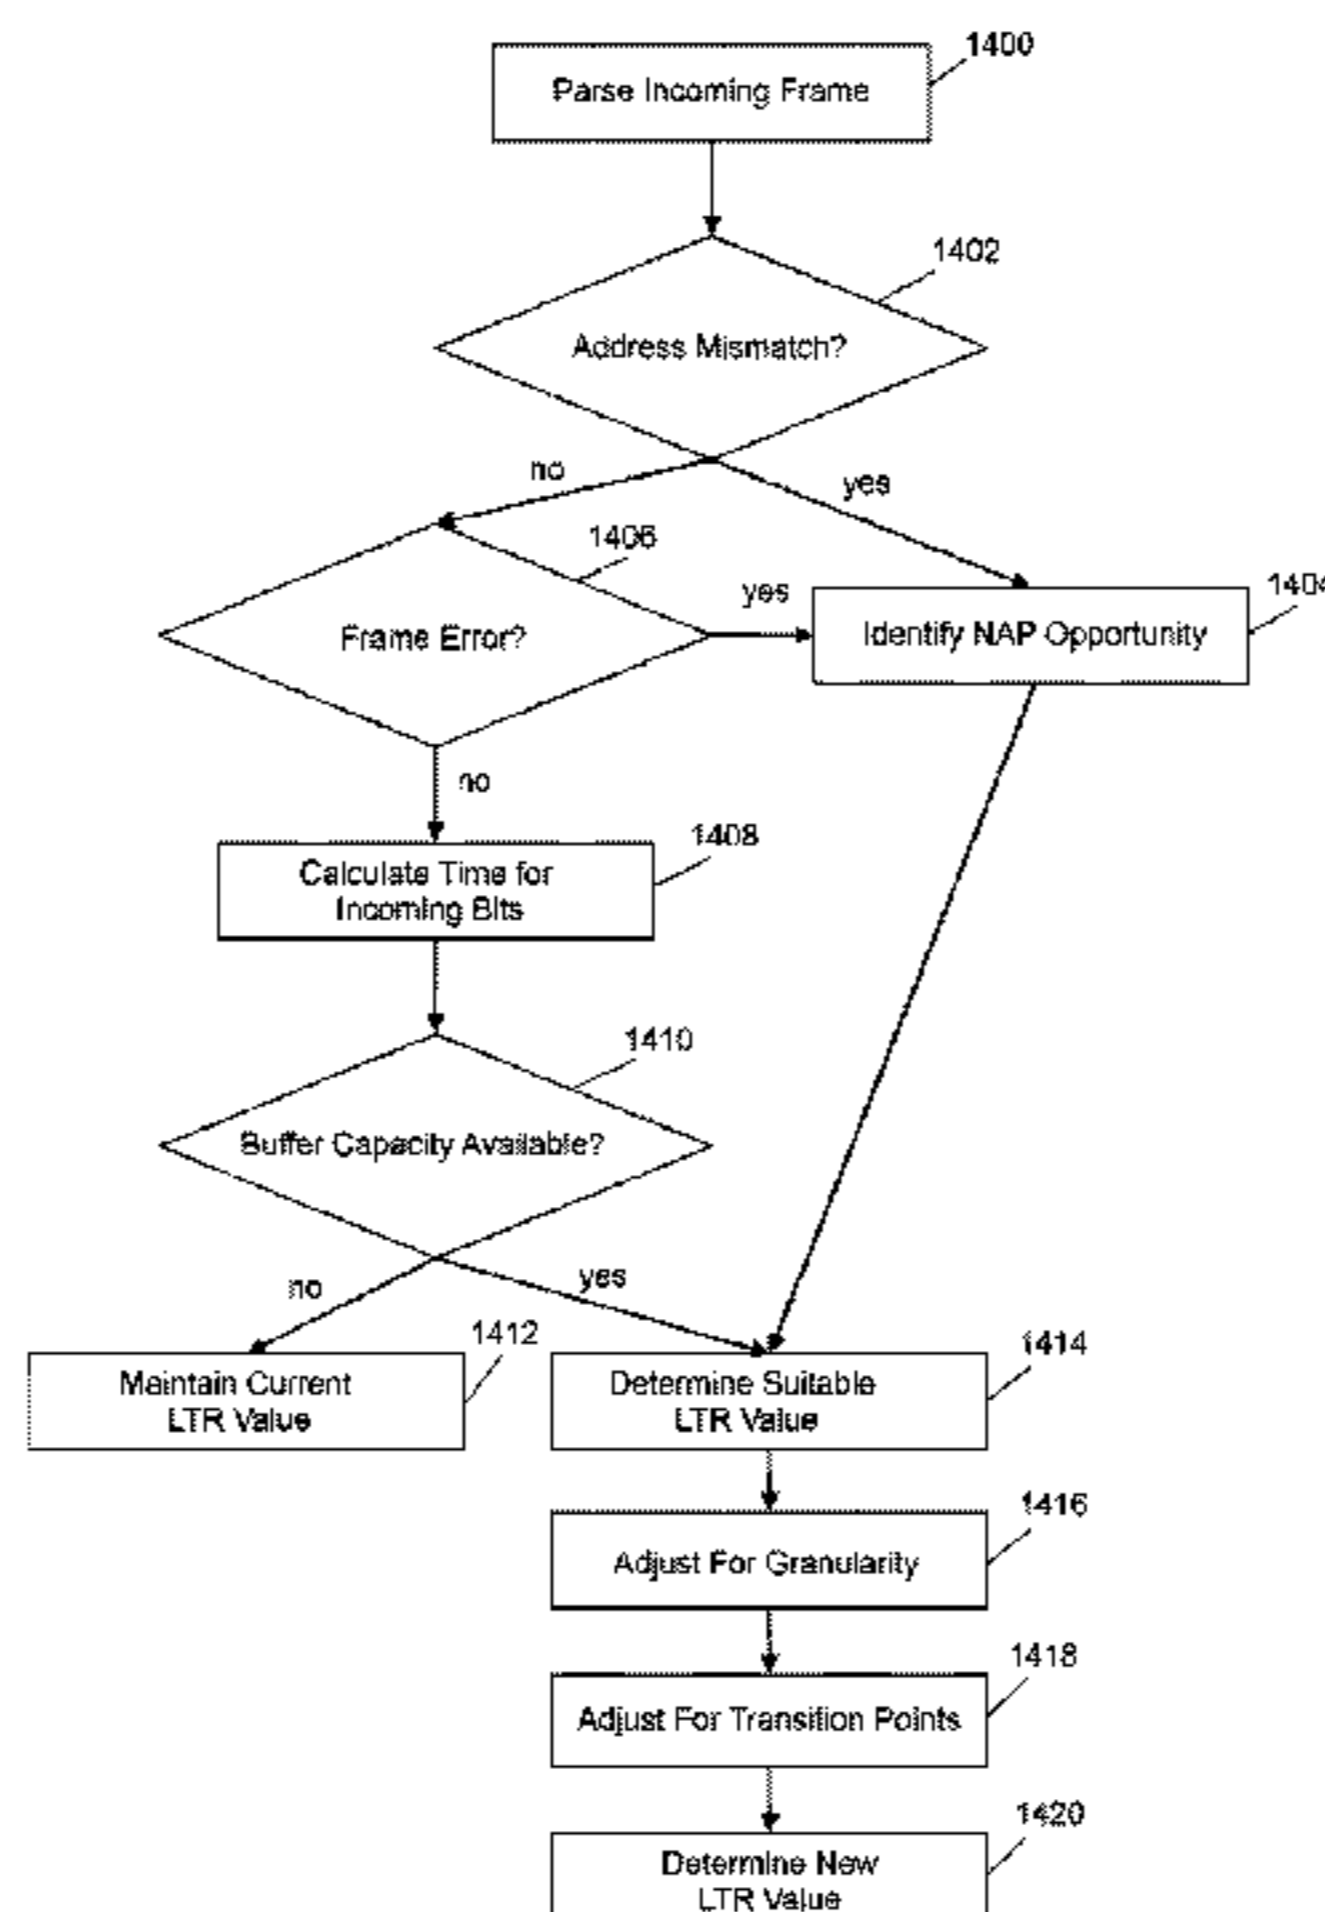 1400
Parse Incoming Frame
1402
Address Mismatch?
no
yes
1406
yes
1404
Frame Error?
Identify NAP Opportunity
no
1408
Calculate Time for
Incoming Bits
1410
Buffer Capacity Available?
no
yes
1412
1414
Maintain Current
LTR Value
Determine Suitable
LTR Value
1416
Adjust For Granularity
1418
Adjust For Transition Points
1420
Determine New
LTR Value